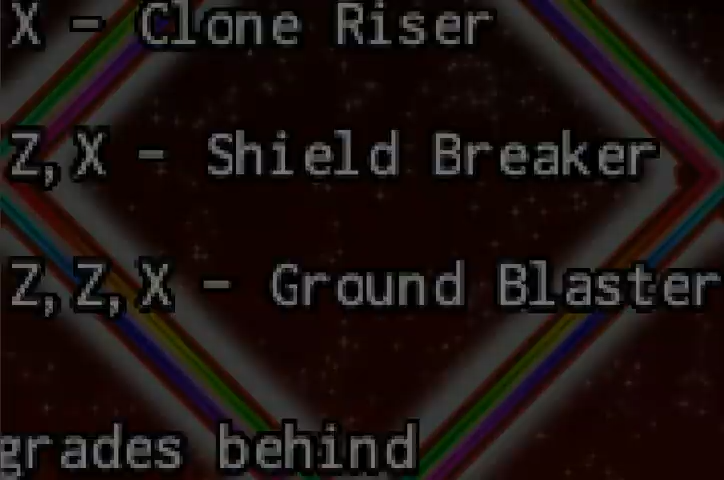 X - Clone Riser
Z,X - Shield Breaker
Z,Z,X - Ground Blaster
grades behind